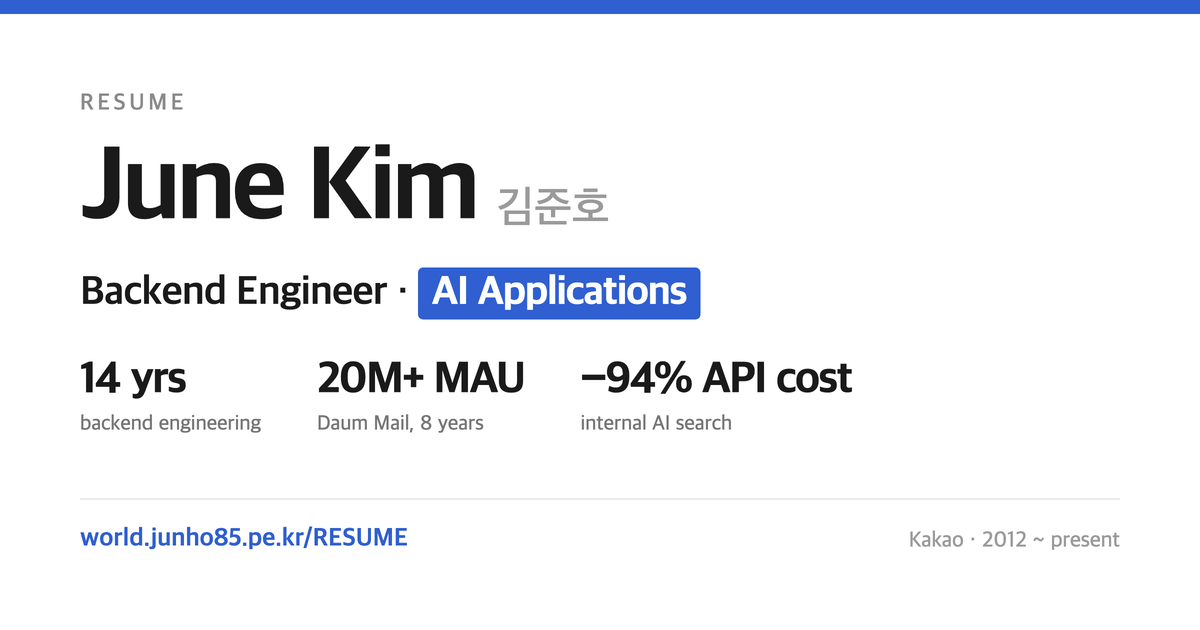 RESUME
June Kim 김준호
Backend Engineer · AI Applications
14 yrs 20M+ MAU –94% API cost
backend engineering Daum Mail, 8 years internal AI search
world.junho85.pe.kr/RESUME Kakao · 2012 ~ present